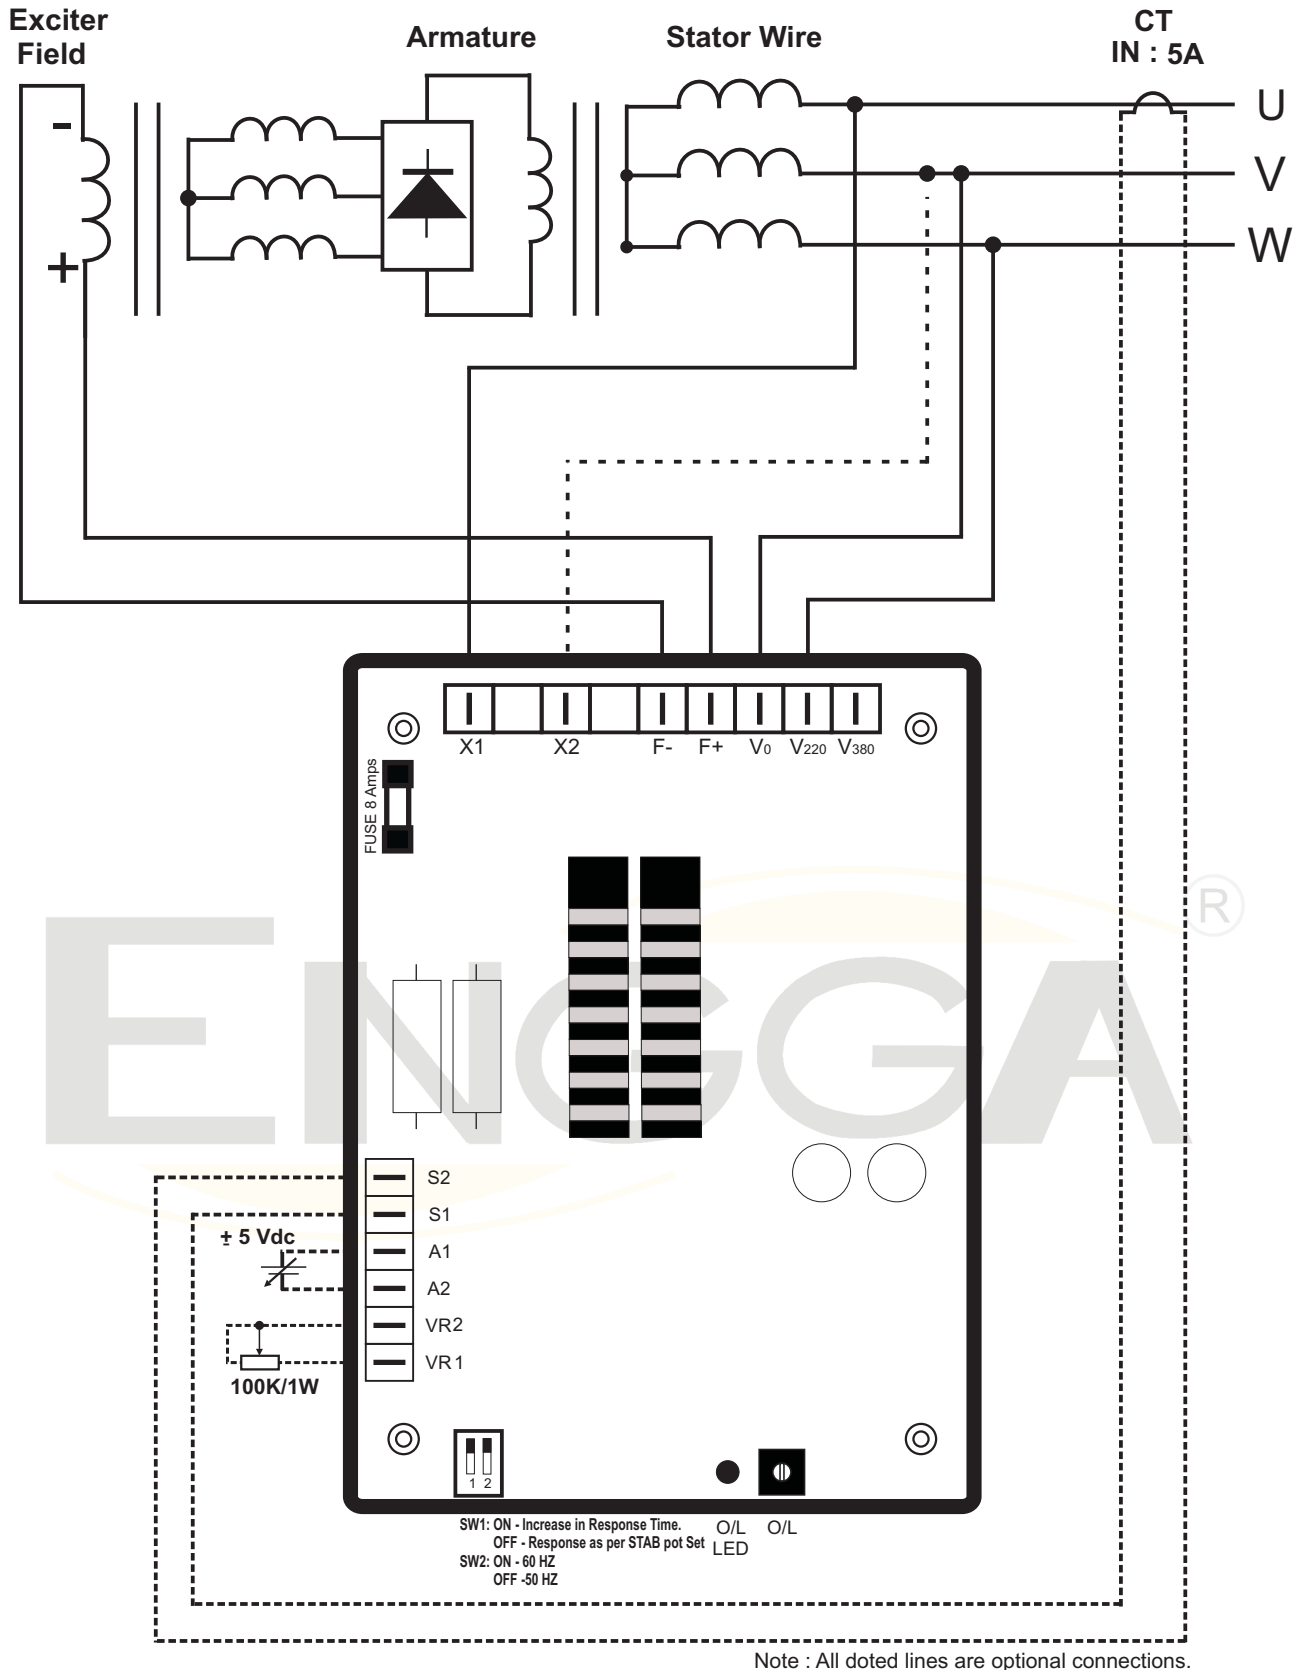 Exciter
Field
Armature
Stator Wire
CT
IN : 5A
-
+
U
V
W
X1 X2 F- F+ V0 V220 V380
FUSE 8 Amps
ENGGA ®
S2
S1
± 5 Vdc
A1
A2
VR2
VR1
100K/1W
1 2
SW1: ON - Increase in Response Time.
OFF - Response as per STAB pot Set
SW2: ON - 60 HZ
OFF -50 HZ
O/L
LED
O/L
Note : All doted lines are optional connections.